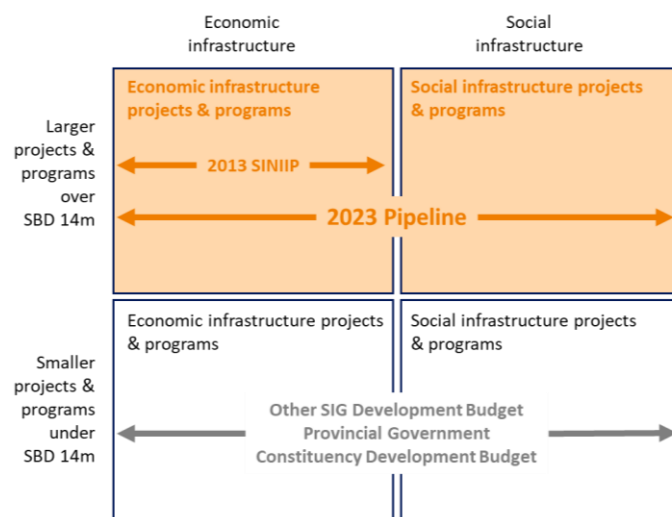 Economic
infrastructure
Social
infrastructure
Larger
projects &
programs
over
SBD 14m
Economic infrastructure
projects & programs
Social infrastructure projects
& programs
2013 SINIIP
2023 Pipeline
Smaller
projects &
programs
under
SBD 14m
Economic infrastructure projects
& programs
Social infrastructure projects &
programs
Other SIG Development Budget
Provincial Government
Constituency Development Budget